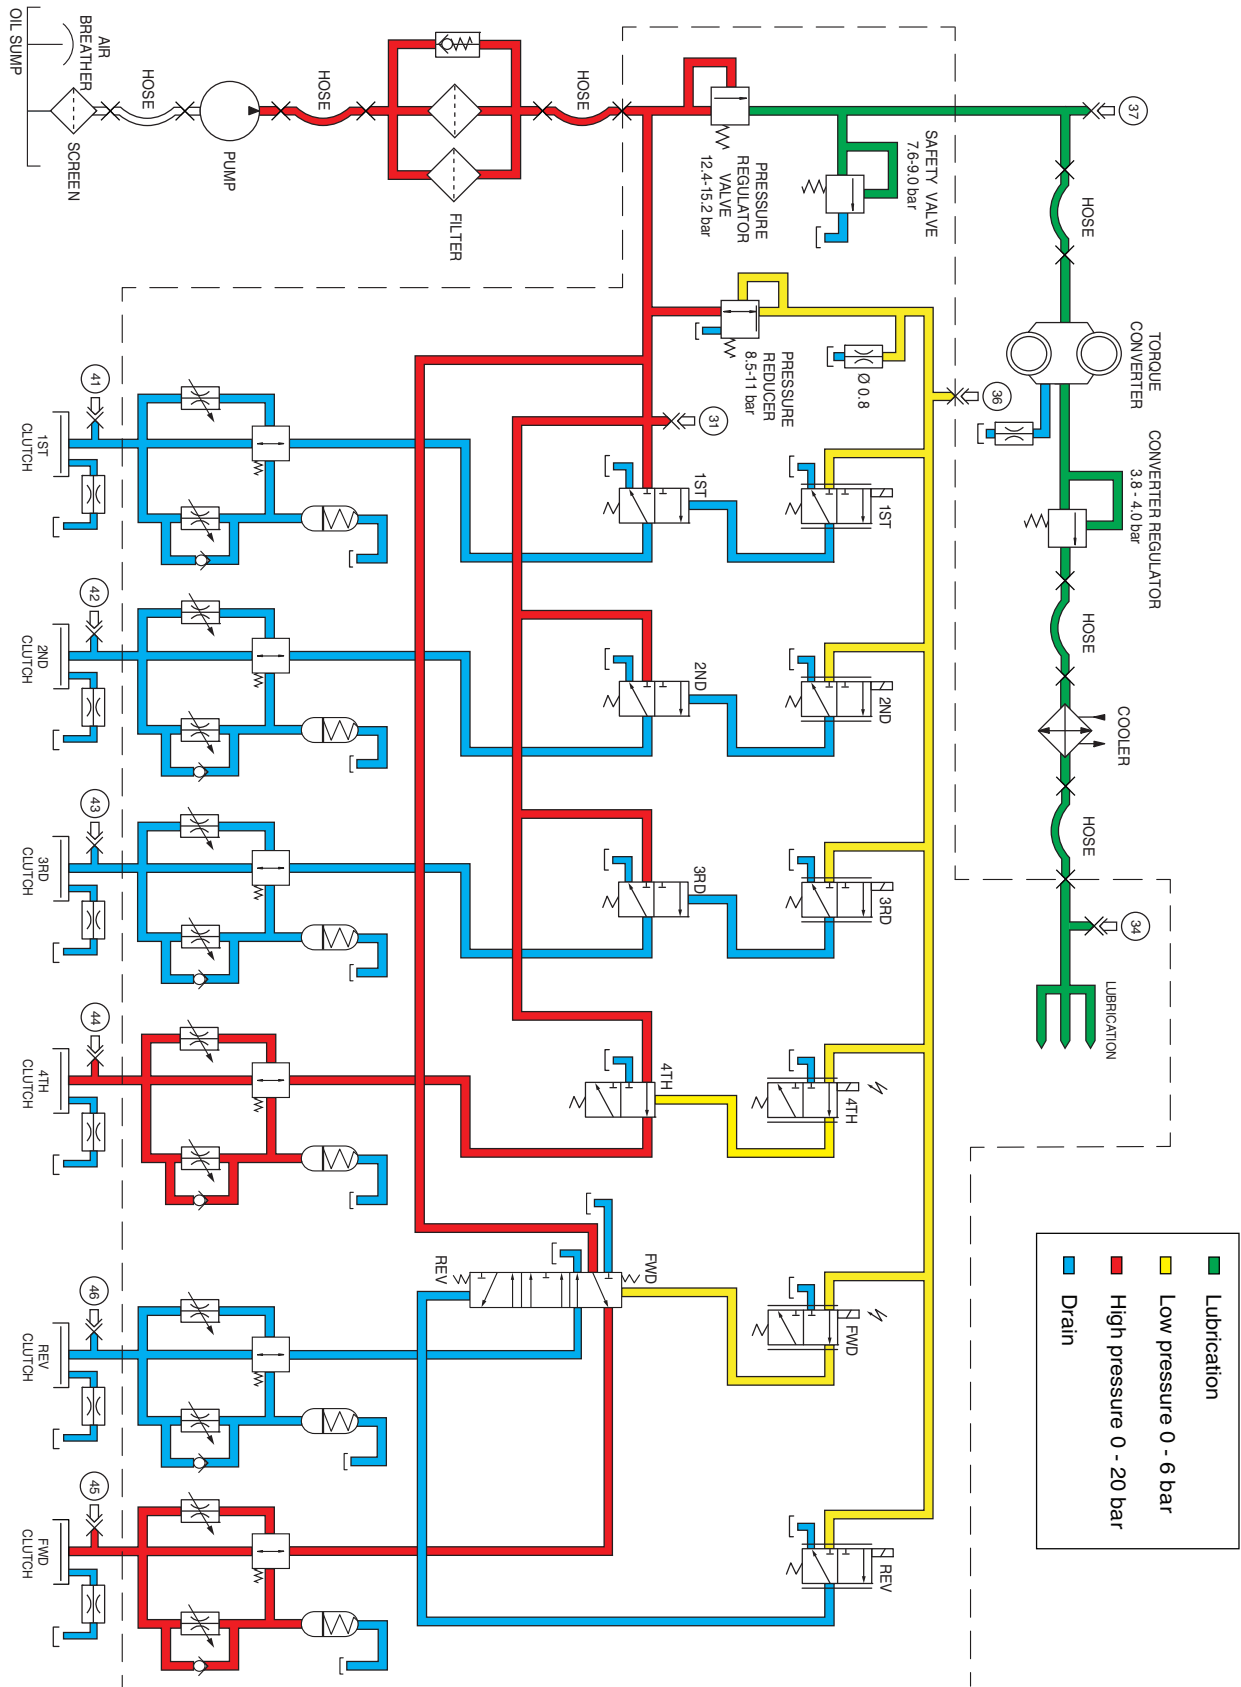 OIL SUMP
AIR
BREATHER
SCREEN
HOSE
PUMP
HOSE
FILTER
HOSE
PRESSURE
REGULATOR
VALVE
12.4-15.2 bar
SAFETY VALVE
7.6-9.0 bar
37
HOSE
TORQUE
CONVERTER
CONVERTER REGULATOR
3.8 - 4.0 bar
HOSE
COOLER
HOSE
34
LUBRICATION
PRESSURE
REDUCER
8.5-11 bar
Ø 0.8
36
31
1ST
2ND
3RD
4TH
FWD
REV
1ST
2ND
3RD
4TH
FWD
REV
41
42
43
44
46
45
1ST
CLUTCH
2ND
CLUTCH
3RD
CLUTCH
4TH
CLUTCH
REV
CLUTCH
FWD
CLUTCH
Lubrication
Low pressure 0 - 6 bar
High pressure 0 - 20 bar
Drain